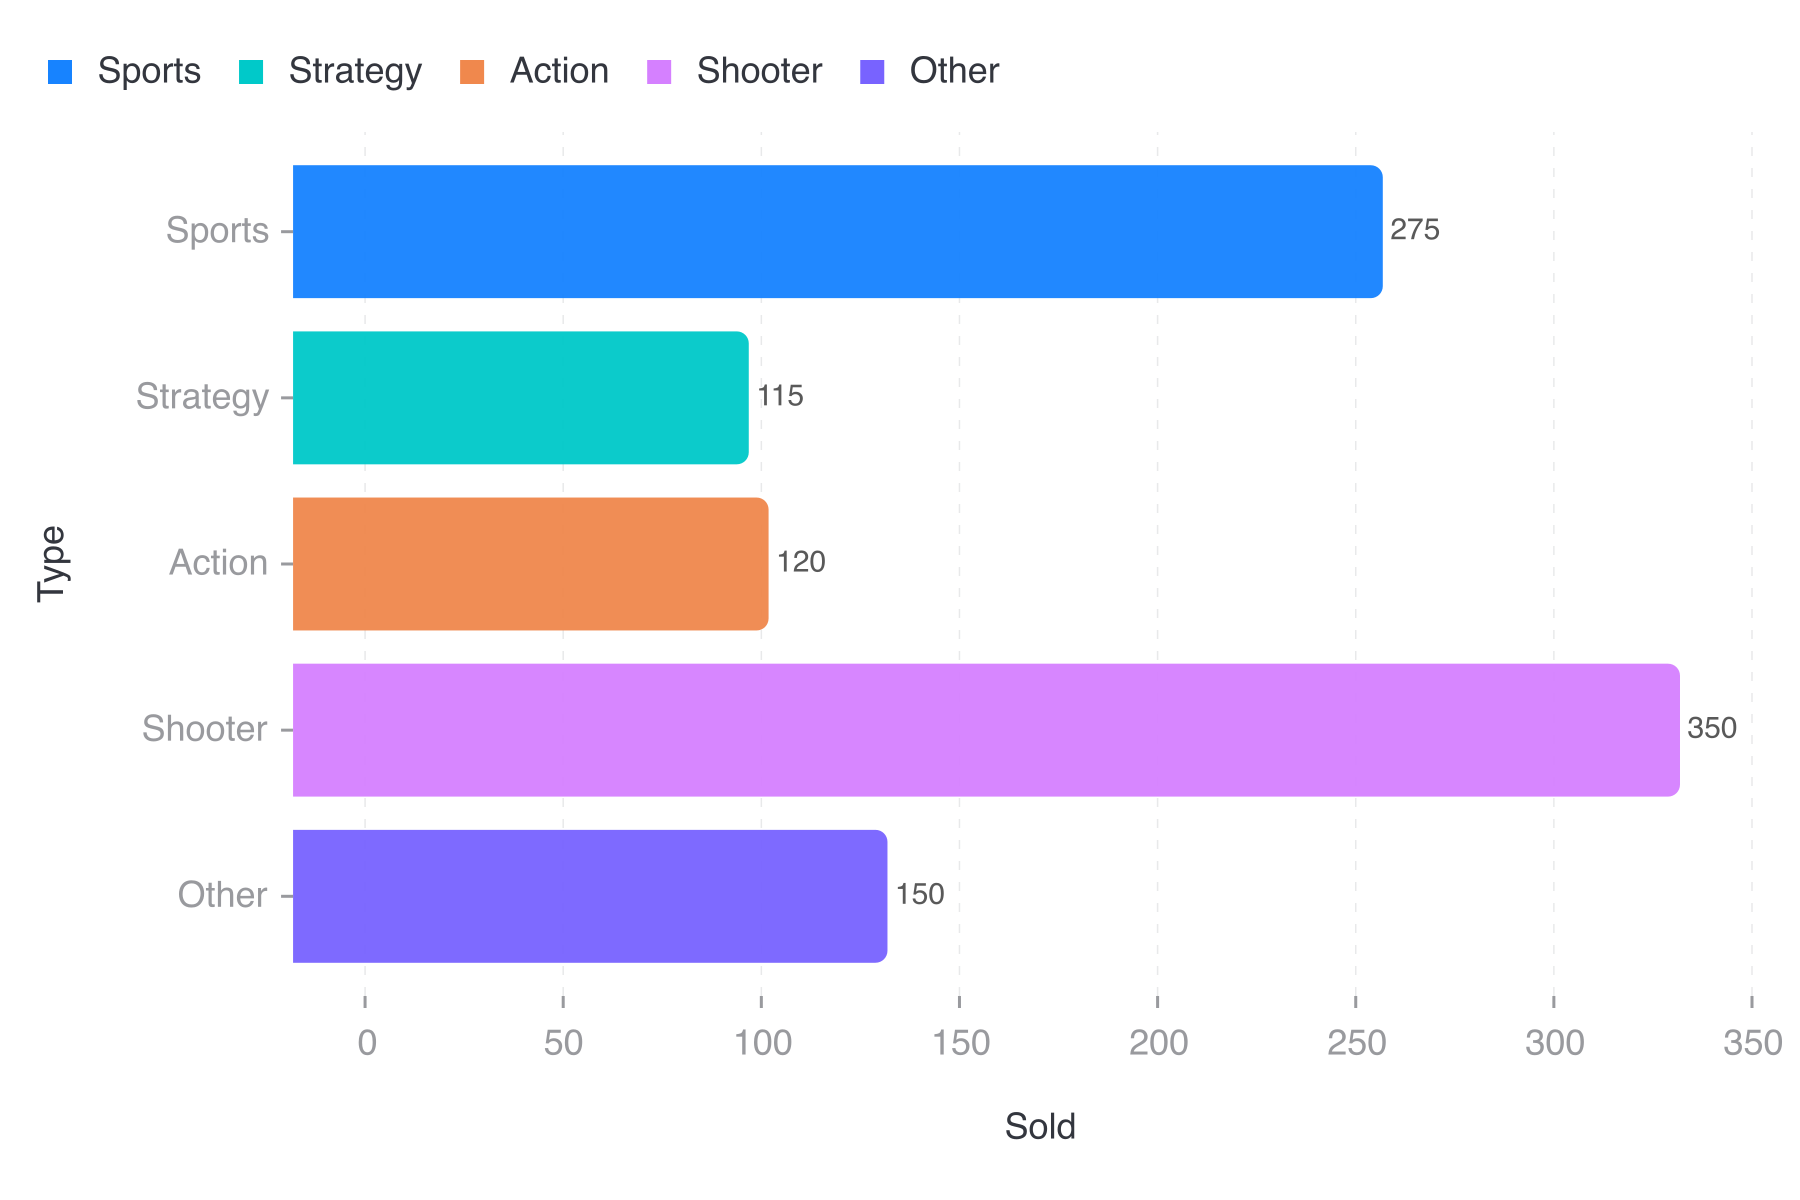 Sports Strategy Action Shooter Other
Sports 275
Strategy 115
Action 120
Type
Shooter 350
Other 150
0 50 100 150 200 250 300 350
Sold